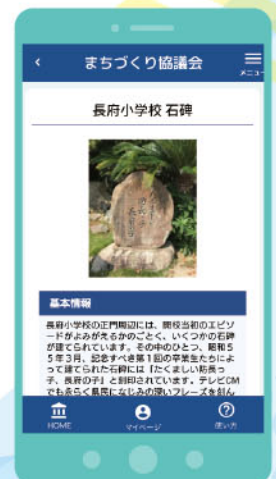 まちづくり協議会
メニュー
長府小学校 石碑
基本情報
長府小学校の正門周辺には、開校当初のエピソ
ードがよみがえるかのごとく、いくつかの石碑
が建てられています。その中のひとつ、昭和５
５年３月、記念すべき第１回の卒業生たちによ
って建てられた石碑には「たくましい防長っ
子、長府の子」と刻印されています。テレビCM
でも永らく県民になじみの深いフレーズを刻ん
HOME
マイページ
使い方